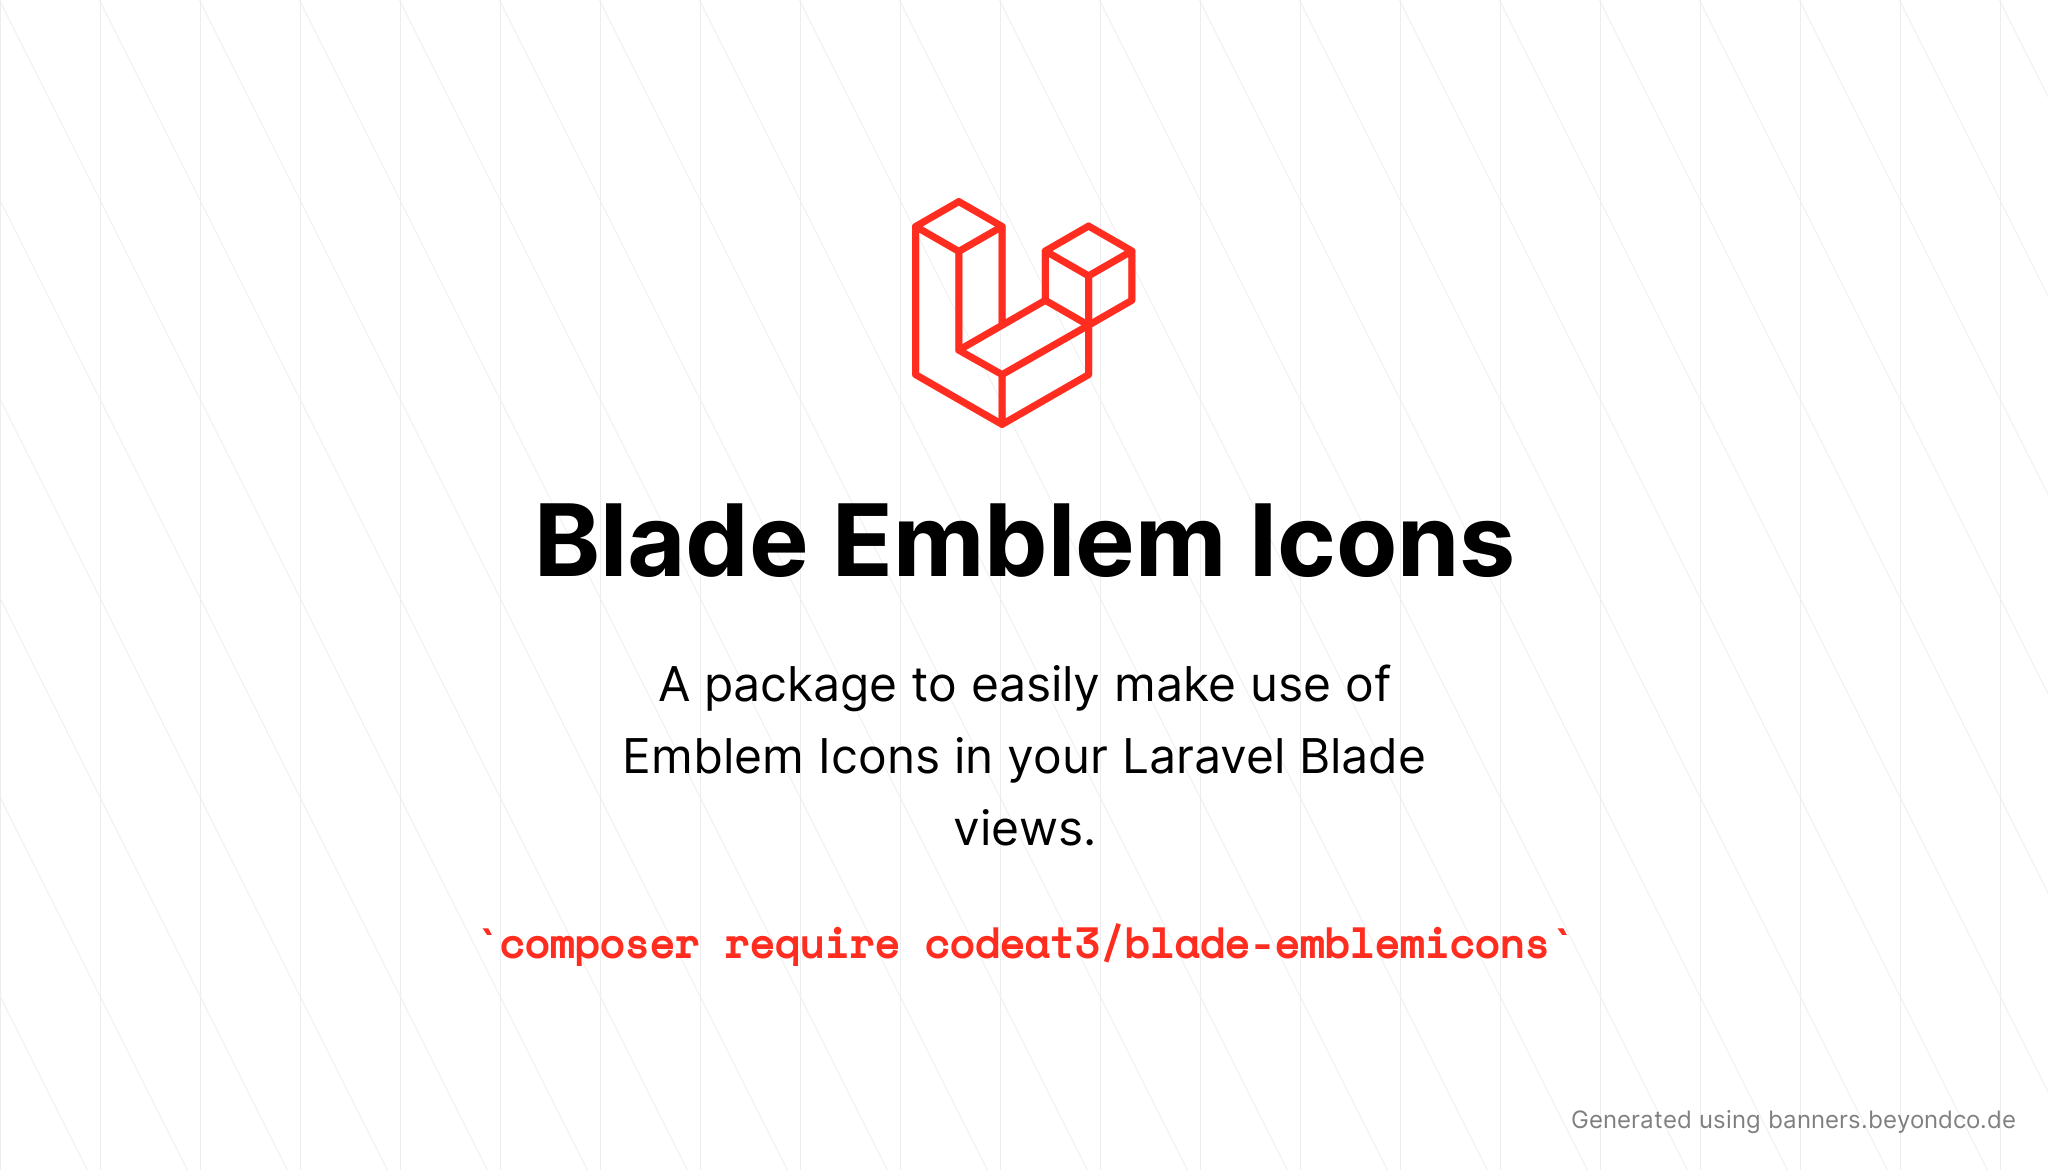 Blade Emblem Icons
A package to easily make use of
Emblem Icons in your Laravel Blade
views.
`composer require codeat3/blade-emblemicons`
Generated using banners.beyondco.de